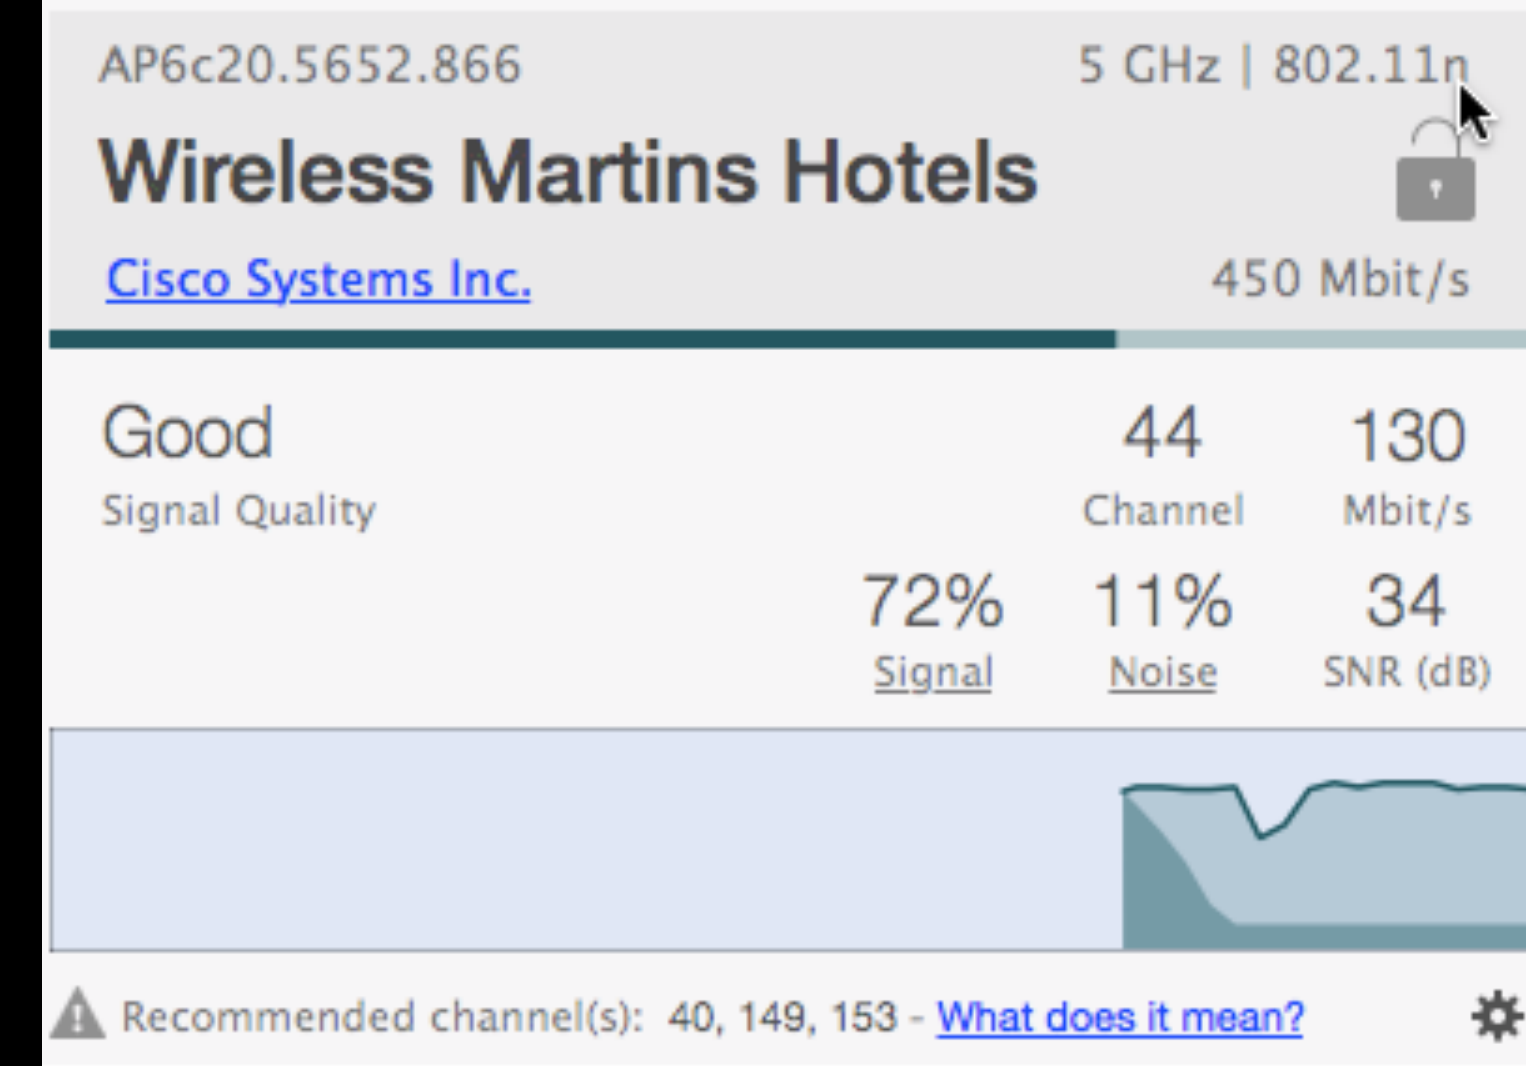 AP6c20.5652.866 5 GHz | 802.11n
Wireless Martins Hotels
Cisco Systems Inc. 450 Mbit/s
Good 44 130
Signal Quality Channel Mbit/s
72% 11% 34
Signal Noise SNR (dB)
Recommended channel(s): 40, 149, 153 - What does it mean?